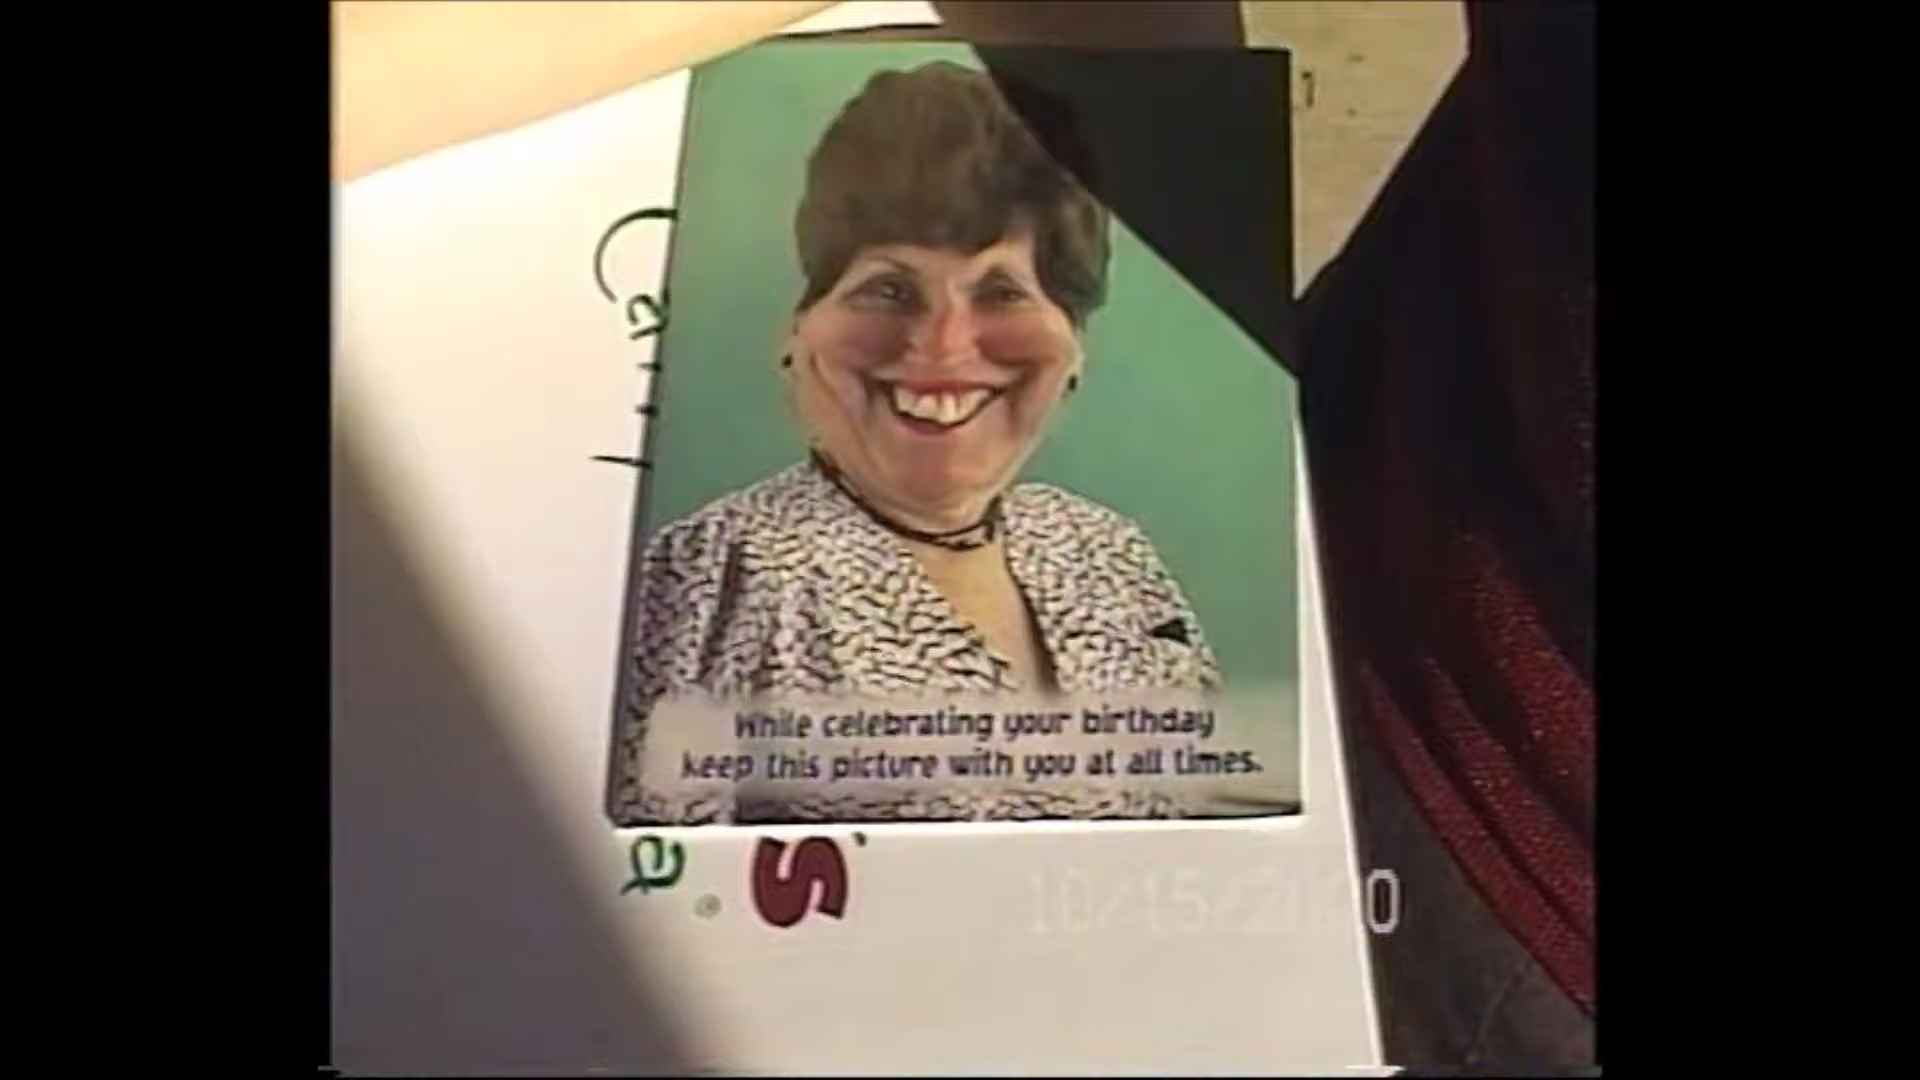 While celebrating your birthday
keep this picture with you at all times.
's
a
10/15/2000